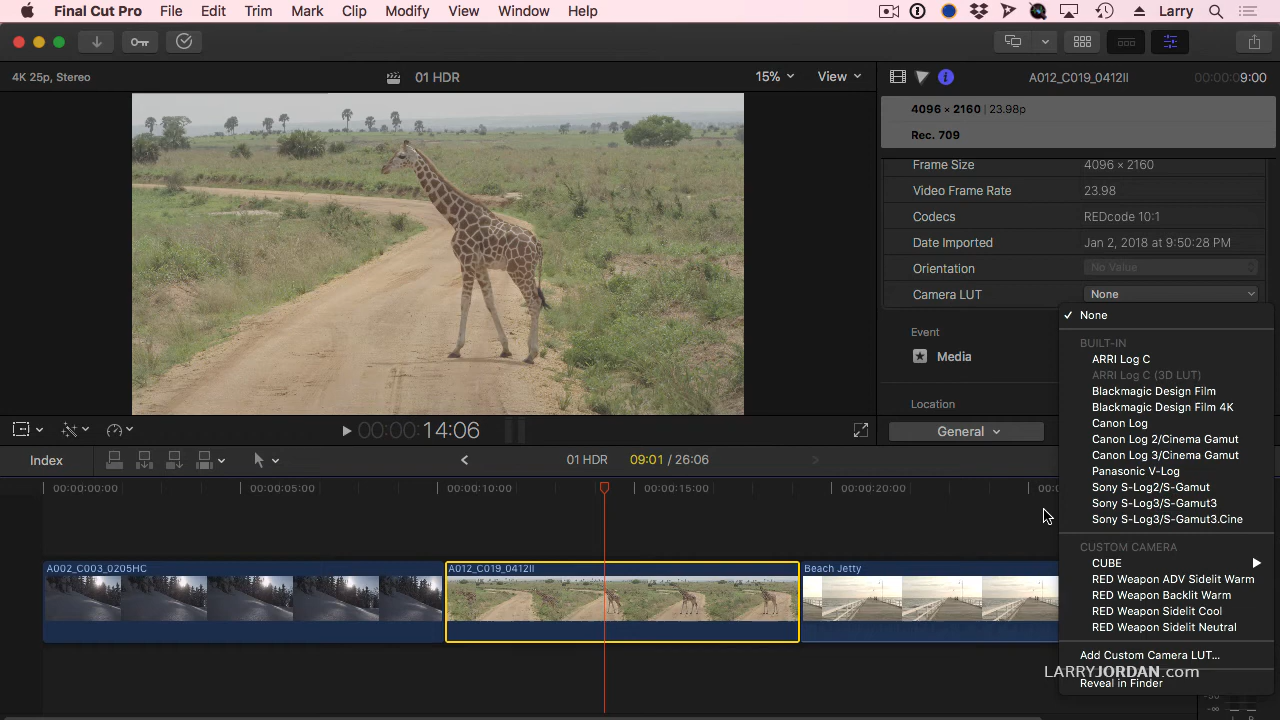 Final Cut Pro File Edit Trim Mark Clip Modify View Window Help Larry
4K 25p, Stereo 01 HDR 15% View A012_C019_0412II 00:00:09:00
4096 × 2160 | 23.98p
Rec. 709
Frame Size 4096 × 2160
Video Frame Rate 23.98
Codecs REDcode 10:1
Date Imported Jan 2, 2018 at 9:50:28 PM
Orientation No Value
Camera LUT None
✓ None
Event
Media
BUILT-IN
ARRI Log C
ARRI Log C (3D LUT)
Blackmagic Design Film
Blackmagic Design Film 4K
Canon Log
Canon Log 2/Cinema Gamut
Canon Log 3/Cinema Gamut
Panasonic V-Log
Sony S-Log2/S-Gamut
Sony S-Log3/S-Gamut3
Sony S-Log3/S-Gamut3.Cine
CUSTOM CAMERA
CUBE
RED Weapon ADV Sidelit Warm
RED Weapon Backlit Warm
RED Weapon Sidelit Cool
RED Weapon Sidelit Neutral
Add Custom Camera LUT...
Reveal in Finder
Location
General
00:00:14:06
Index 01 HDR 09:01 / 26:06
00:00:00:00 00:00:05:00 00:00:10:00 00:00:15:00 00:00:20:00 00:0
A002_C003_0205HC A012_C019_0412II Beach Jetty
LARRYJORDAN.com